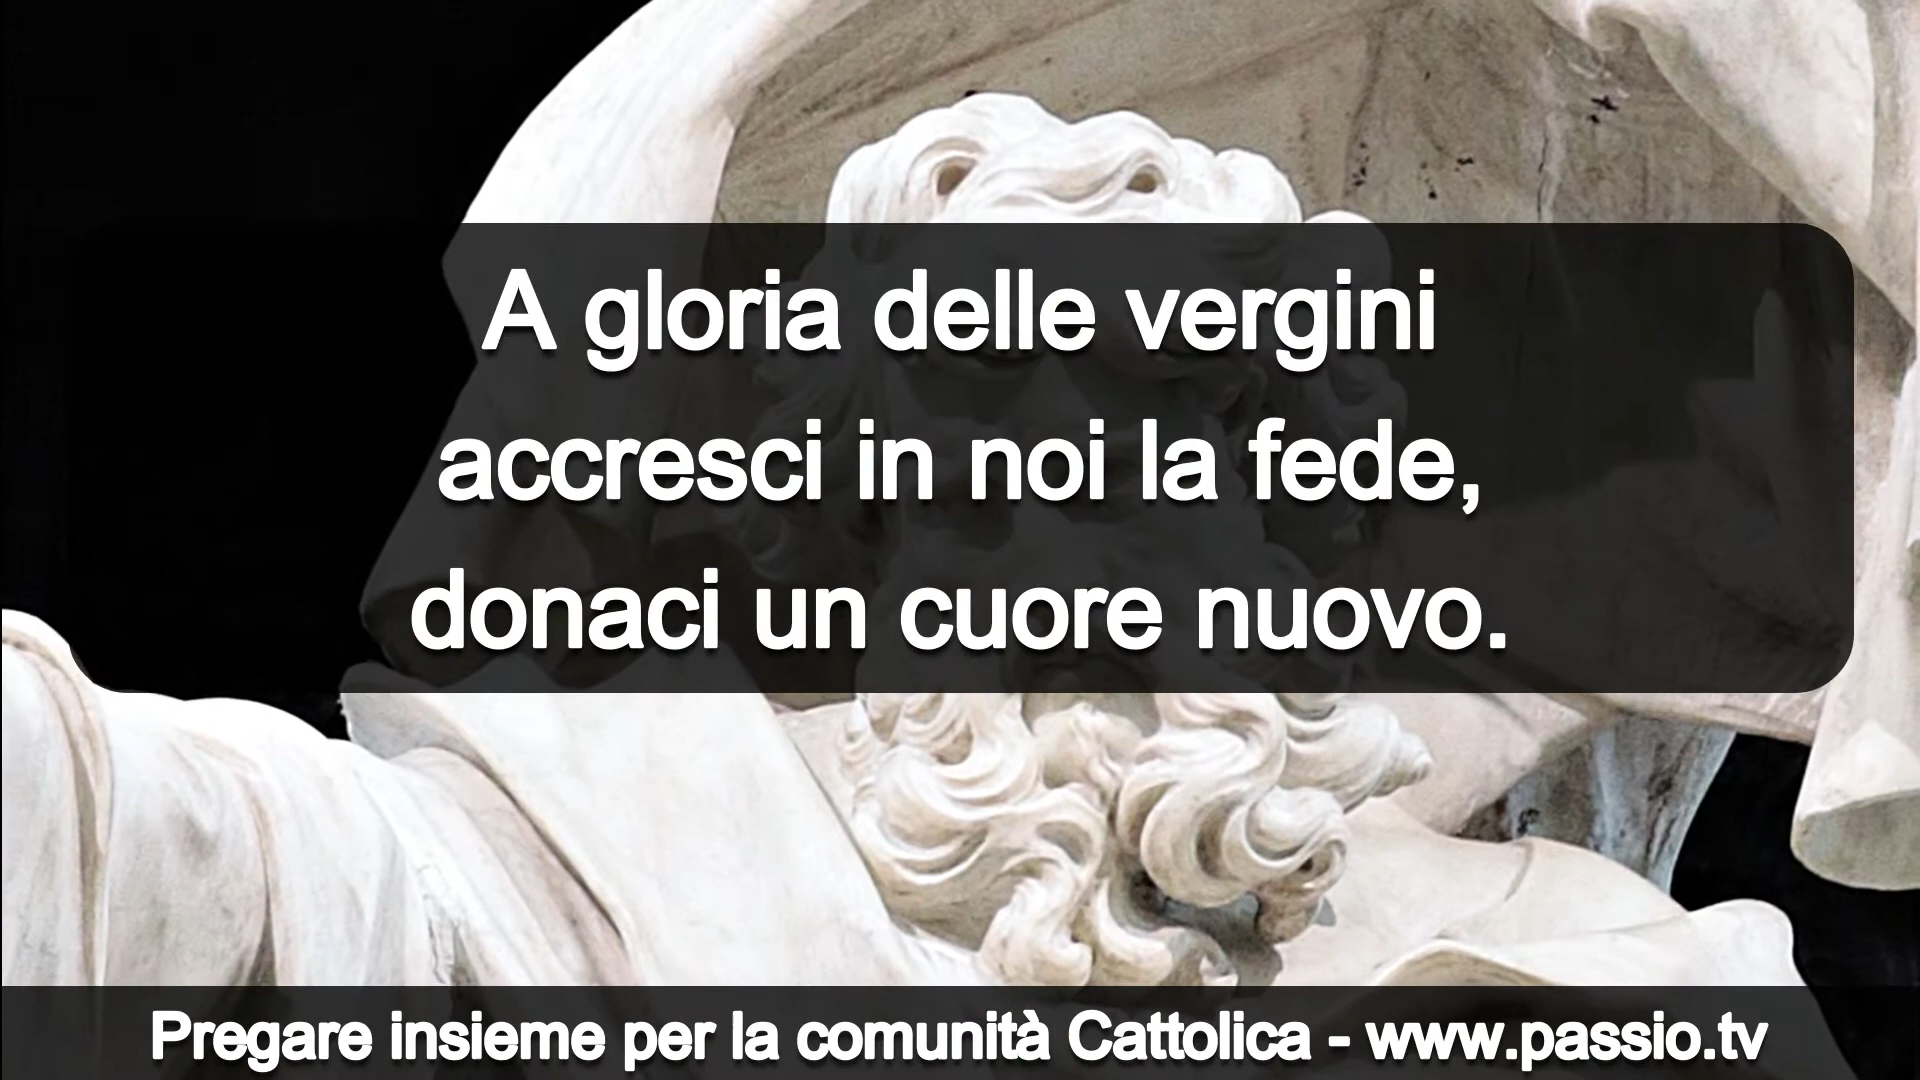 A gloria delle vergini
accresci in noi la fede,
donaci un cuore nuovo.
Pregare insieme per la comunità Cattolica - www.passio.tv